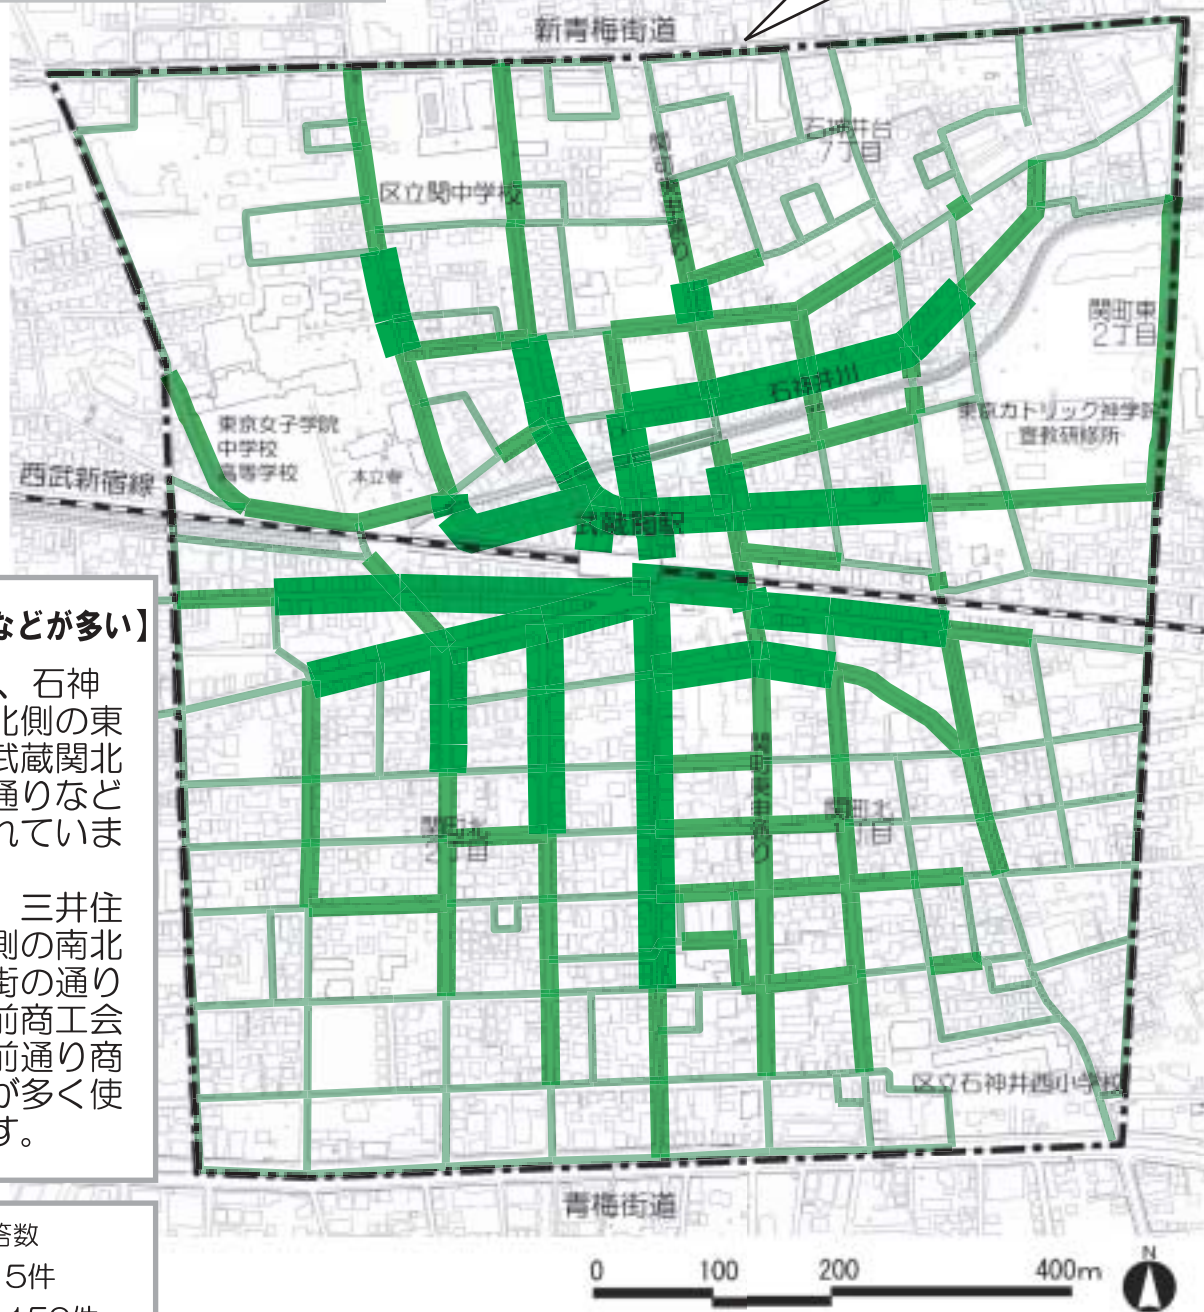 新青梅街道
石神井台
7丁目
区立関中学校
関町東
2丁目
石神井川
東京カトリック神学院
宣教研修所
東京女子学院
中学校
高等学校
本立寺
西武新宿線
武蔵関駅
などが多い】
、石神
北側の東
武蔵関北
通りなど
れていま
三井住
側の南北
街の通り
前商工会
前通り商
が多く使
す。
関町東通り
関町北
2丁目
関町北
丁目
区立石神井西小学校
青梅街道
答数
5件
150件
0 100 200 400m
N